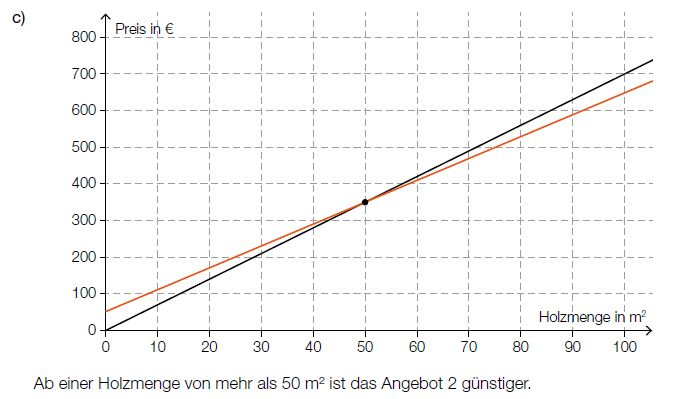 c)
Preis in €
800
700
600
500
400
300
200
100
0
Holzmenge in m²
0 10 20 30 40 50 60 70 80 90 100
Ab einer Holzmenge von mehr als 50 m² ist das Angebot 2 günstiger.